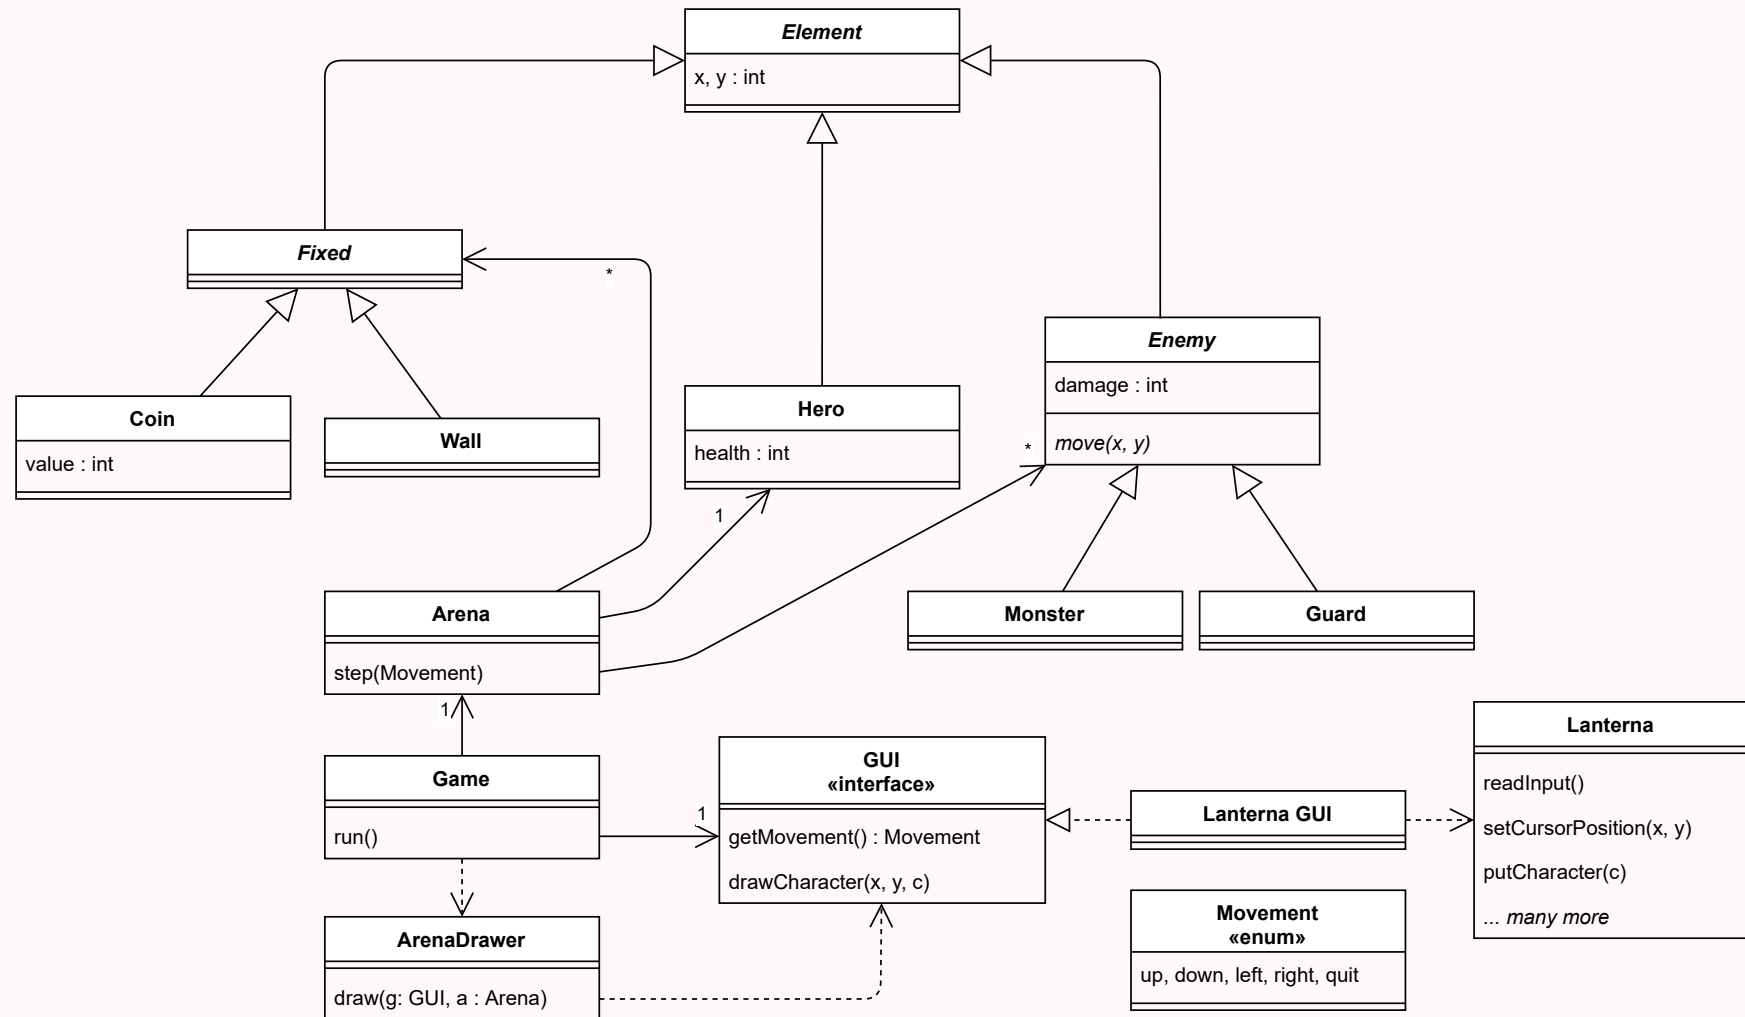 Element
x, y : int
Fixed
*
Enemy
damage : int
move(x, y)
*
Coin
value : int
Wall
Hero
health : int
1
Arena
step(Movement)
Monster
Guard
1
Game
run()
1
GUI
«interface»
getMovement() : Movement
drawCharacter(x, y, c)
Lanterna GUI
Lanterna
readInput()
setCursorPosition(x, y)
putCharacter(c)
... many more
ArenaDrawer
draw(g: GUI, a : Arena)
Movement
«enum»
up, down, left, right, quit